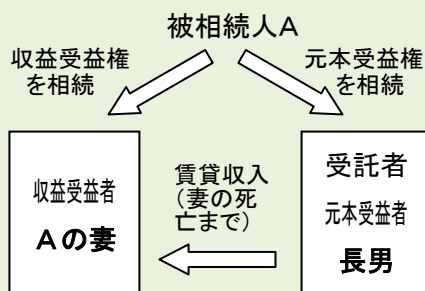 被相続人A
収益受益権
を相続
元本受益権
を相続
収益受益者
Aの妻
賃貸収入
(妻の死
亡まで)
受託者
元本受益者
長男